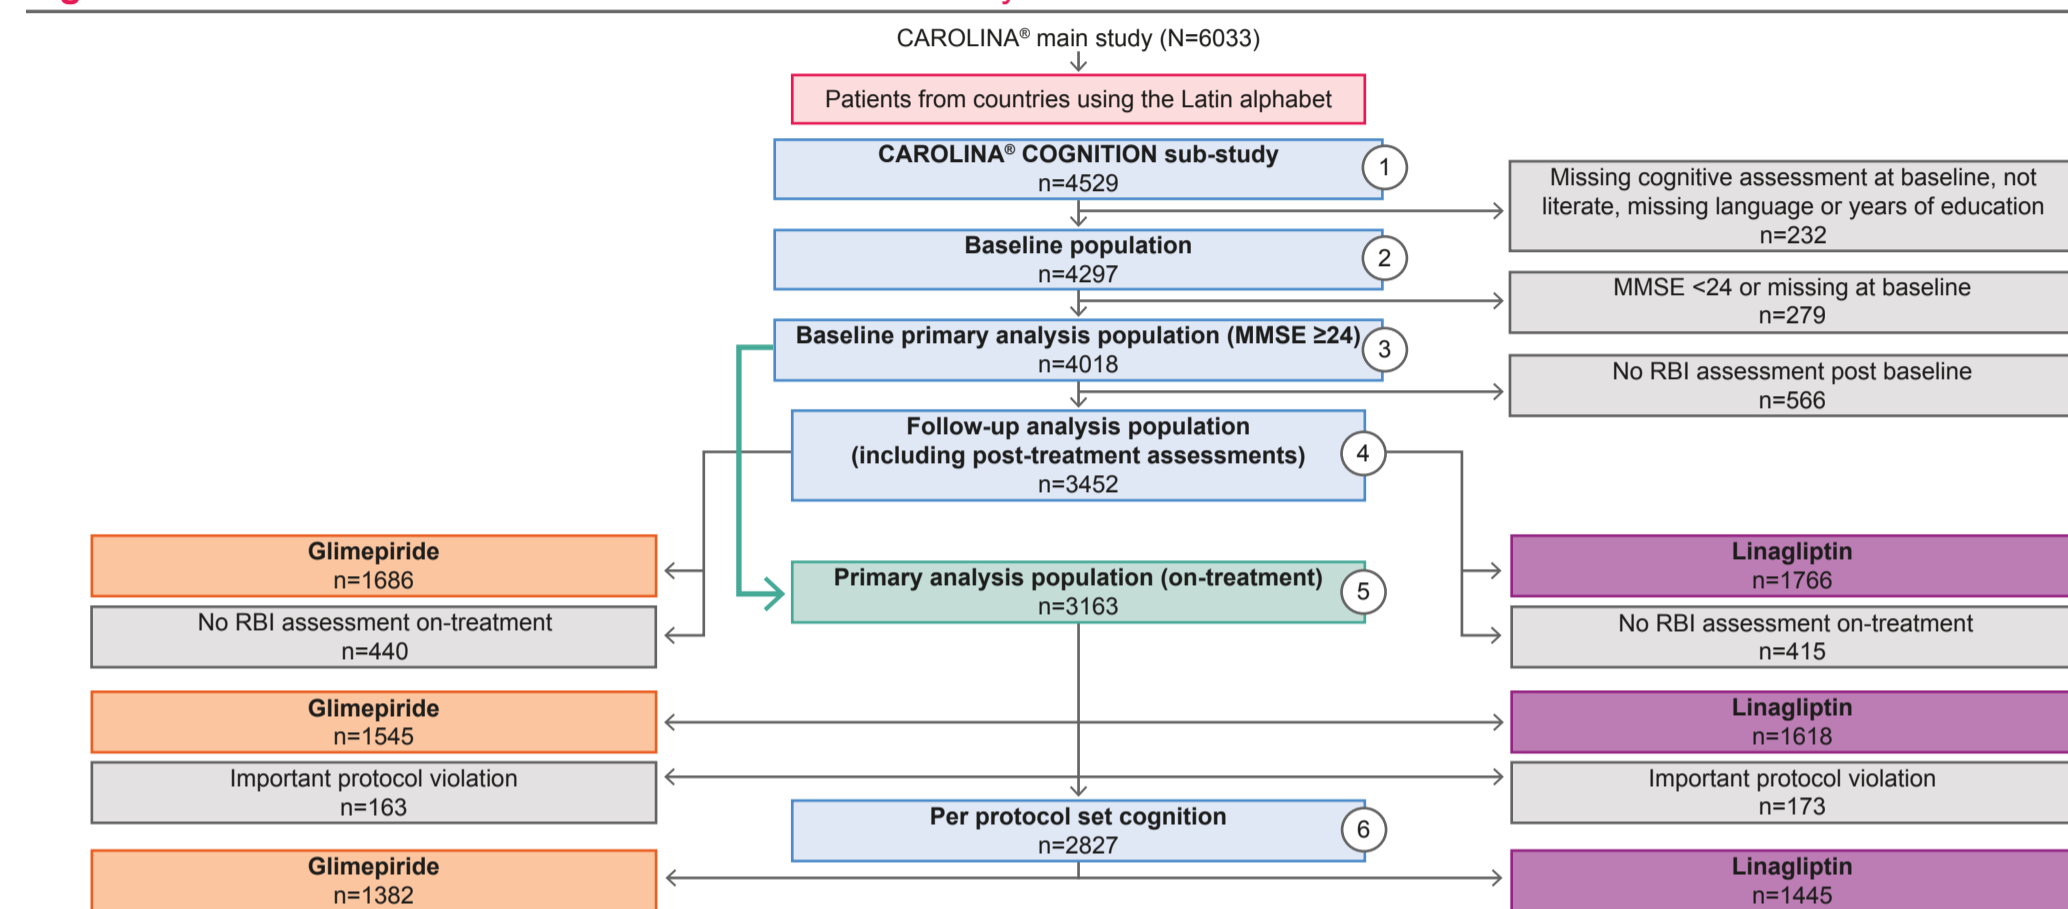 CAROLINA® main study (N=6033)
Patients from countries using the Latin alphabet
CAROLINA® COGNITION sub-study
n=4529
1
Missing cognitive assessment at baseline, not
literate, missing language or years of education
n=232
Baseline population
n=4297
2
MMSE <24 or missing at baseline
n=279
Baseline primary analysis population (MMSE ≥24)
n=4018
3
No RBI assessment post baseline
n=566
Follow-up analysis population
(including post-treatment assessments)
n=3452
4
Glimepiride
n=1686
Linagliptin
n=1766
Primary analysis population (on-treatment)
n=3163
5
No RBI assessment on-treatment
n=440
No RBI assessment on-treatment
n=415
Glimepiride
n=1545
Linagliptin
n=1618
Important protocol violation
n=163
Important protocol violation
n=173
Per protocol set cognition
n=2827
6
Glimepiride
n=1382
Linagliptin
n=1445